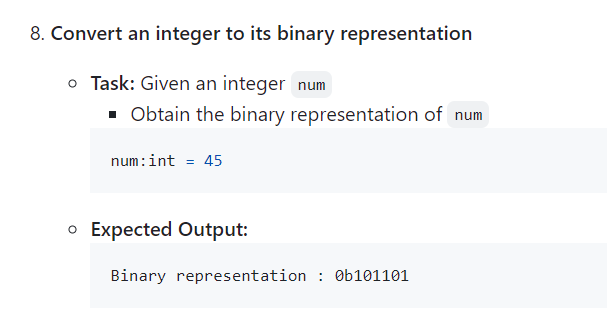 8. Convert an integer to its binary representation
Task: Given an integer num
Obtain the binary representation of num
num:int = 45
Expected Output:
Binary representation : 0b101101